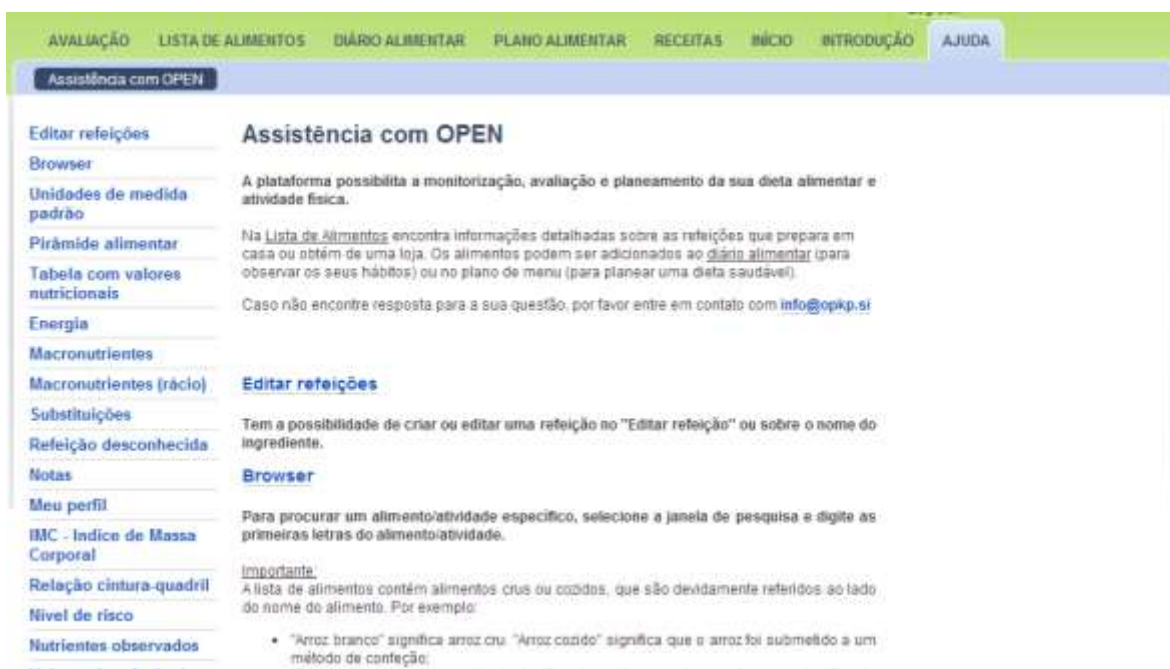 AVALIAÇÃO LISTA DE ALIMENTOS DIÁRIO ALIMENTAR PLANO ALIMENTAR RECEITAS INÍCIO INTRODUÇÃO AJUDA
Assistência com OPEN
Editar refeições
Browser
Unidades de medida
padrão
Pirâmide alimentar
Tabela com valores
nutricionais
Energia
Macronutrientes
Macronutrientes (rácio)
Substituições
Refeição desconhecida
Notas
Meu perfil
IMC - Indice de Massa
Corporal
Relação cintura-quadril
Nivel de risco
Nutrientes observados
Assistência com OPEN
A plataforma possibilita a monitorização, avaliação e planeamento da sua dieta alimentar e
atividade física.
Na Lista de Alimentos encontra informações detalhadas sobre as refeições que prepara em
casa ou obtém de uma loja. Os alimentos podem ser adicionados ao diário alimentar (para
observar os seus hábitos) ou no plano de menu (para planear uma dieta saudável).
Caso não encontre resposta para a sua questão, por favor entre em contato com info@opkp.si
Editar refeições
Tem a possibilidade de criar ou editar uma refeição no "Editar refeição" ou sobre o nome do
ingrediente.
Browser
Para procurar um alimento/atividade específico, selecione a janela de pesquisa e digite as
primeiras letras do alimento/atividade.
Importante:
A lista de alimentos contém alimentos crus ou cozidos, que são devidamente referidos ao lado
do nome do alimento. Por exemplo:
• "Arroz branco" significa arroz cru. "Arroz cozido" significa que o arroz foi submetido a um
método de confeção;